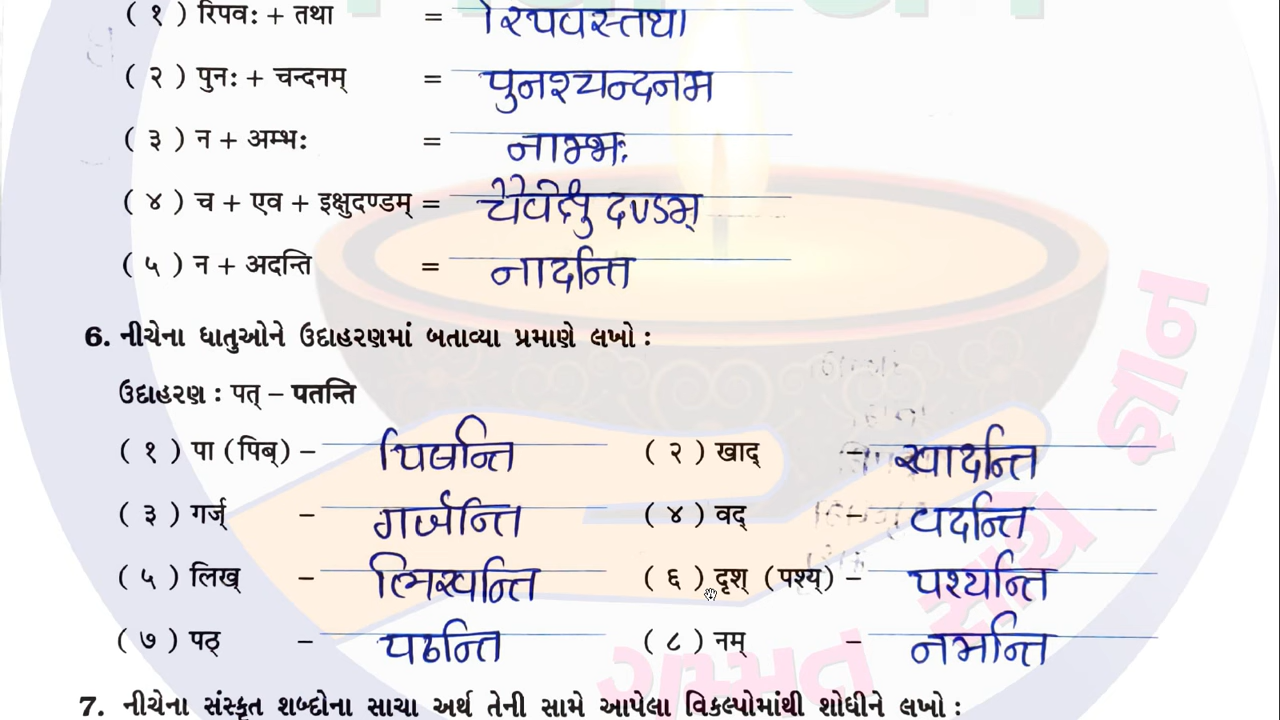 ( १ ) रिपवः + तथा = रिपवस्तथा
( २ ) पुनः + चन्दनम् = पुनश्चन्दनम
( ३ ) न + अम्भः = नाम्भः
( ४ ) च + एव + इक्षुदण्डम् = चैवेक्षुदण्डम्
( ५ ) न + अदन्ति = नादन्ति
6. નીચેના ધાતુઓને ઉદાહરણમાં બતાવ્યા પ્રમાણે લખો :
ઉદાહરણ : पत् – पतन्ति
( १ ) पा (पिब्) – पिबन्ति ( २ ) खाद् – खादन्ति
( ३ ) गर्ज् – गर्जन्ति ( ४ ) वद् – वदन्ति
( ५ ) लिख् – लिखन्ति ( ६ ) दृश् (पश्य्) – पश्यन्ति
( ७ ) पठ् – पठन्ति ( ८ ) नम् – नमन्ति
7. નીચેના સંસ્કૃત શબ્દોના સાચા અર્થ તેની સામે આપેલા વિકલ્પોમાંથી શોધીને લખો :
ગમ્મત સાથે જ્ઞાન